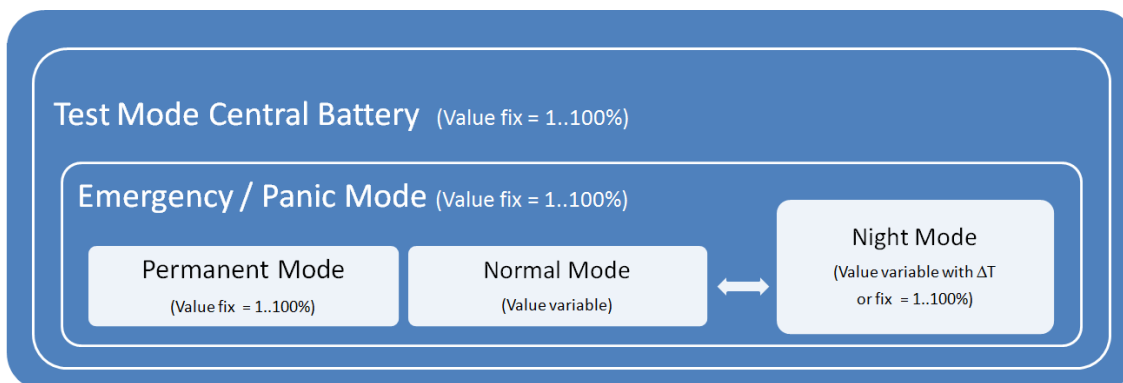 Test Mode Central Battery (Value fix = 1..100%)
Emergency / Panic Mode (Value fix = 1..100%)
Permanent Mode
(Value fix = 1..100%)
Normal Mode
(Value variable)
Night Mode
(Value variable with ΔT
or fix = 1..100%)